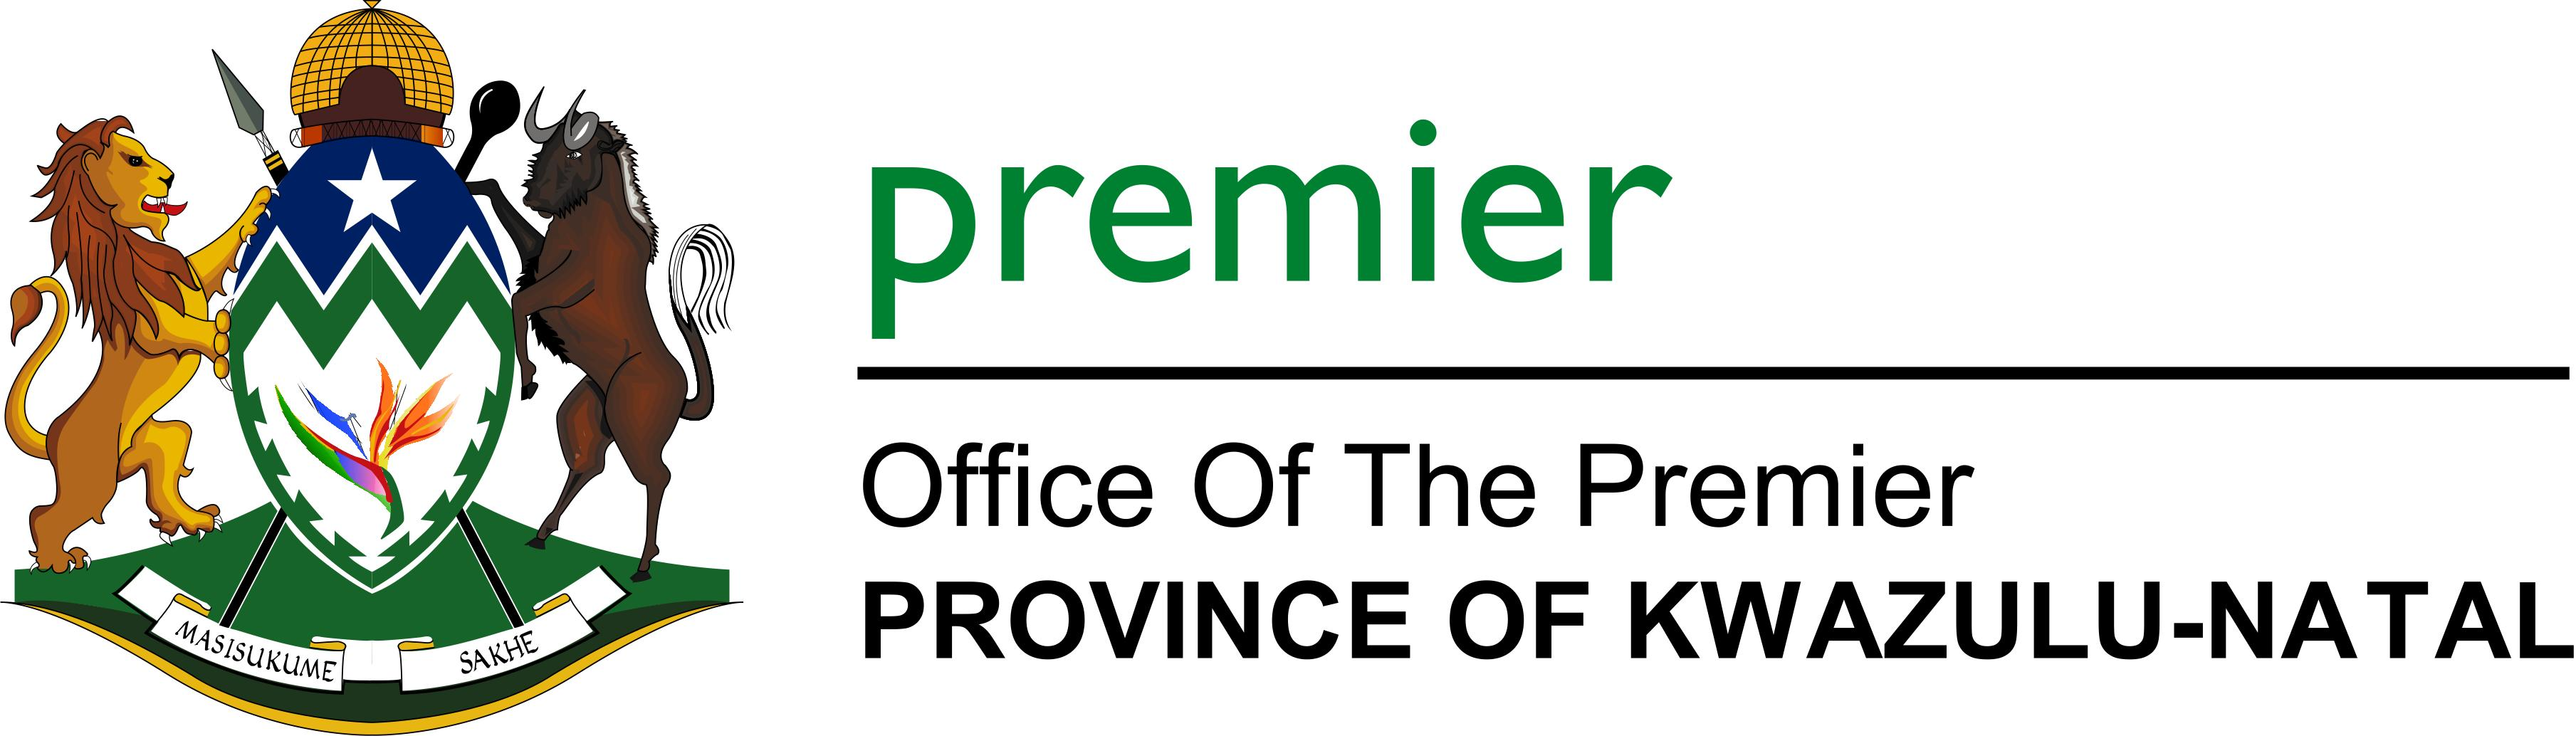 premier
Office Of The Premier
PROVINCE OF KWAZULU-NATAL
MASISUKUME SAKHE